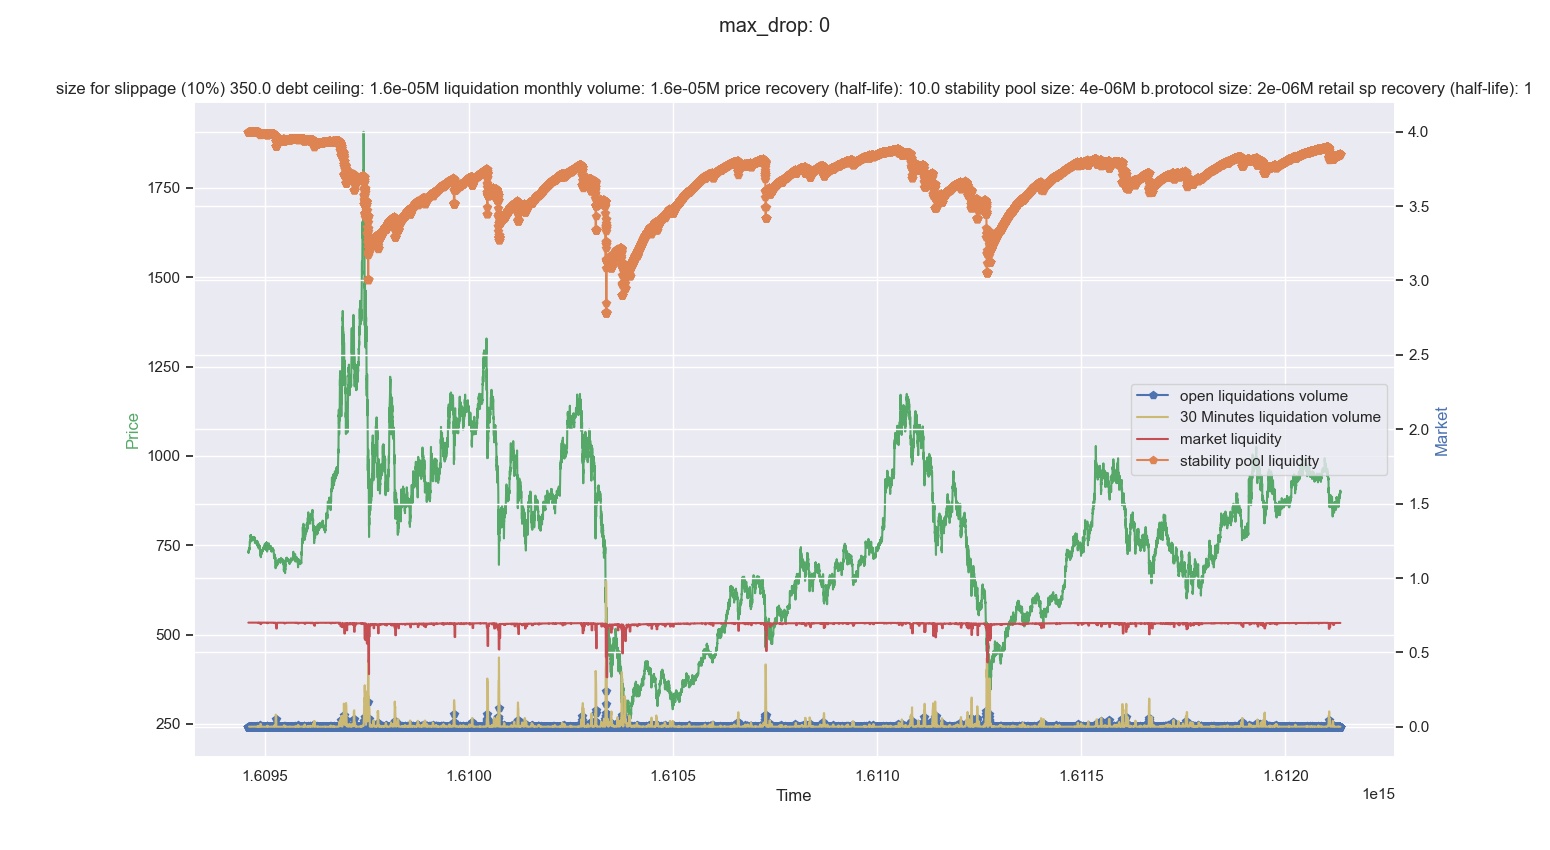 max_drop: 0
size for slippage (10%) 350.0 debt ceiling: 1.6e-05M liquidation monthly volume: 1.6e-05M price recovery (half-life): 10.0 stability pool size: 4e-06M b.protocol size: 2e-06M retail sp recovery (half-life): 1
1750
1500
1250
1000
750
500
250
Price
4.0
3.5
3.0
2.5
2.0
1.5
1.0
0.5
0.0
Market
open liquidations volume
30 Minutes liquidation volume
market liquidity
stability pool liquidity
1.6095
1.6100
1.6105
1.6110
1.6115
1.6120
Time
1e15